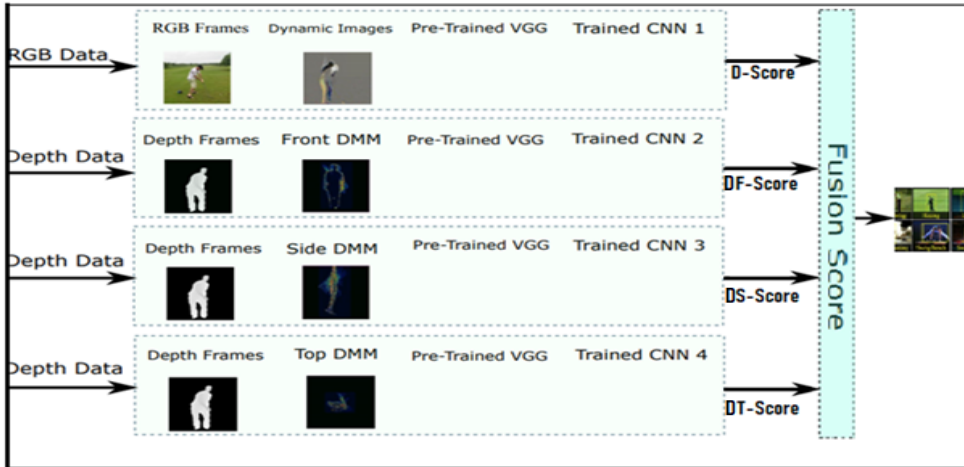 RGB Data
RGB Frames Dynamic Images Pre-Trained VGG Trained CNN 1
D-Score
Depth Data
Depth Frames Front DMM Pre-Trained VGG Trained CNN 2
DF-Score
Depth Data
Depth Frames Side DMM Pre-Trained VGG Trained CNN 3
DS-Score
Depth Data
Depth Frames Top DMM Pre-Trained VGG Trained CNN 4
DT-Score
Fusion Score